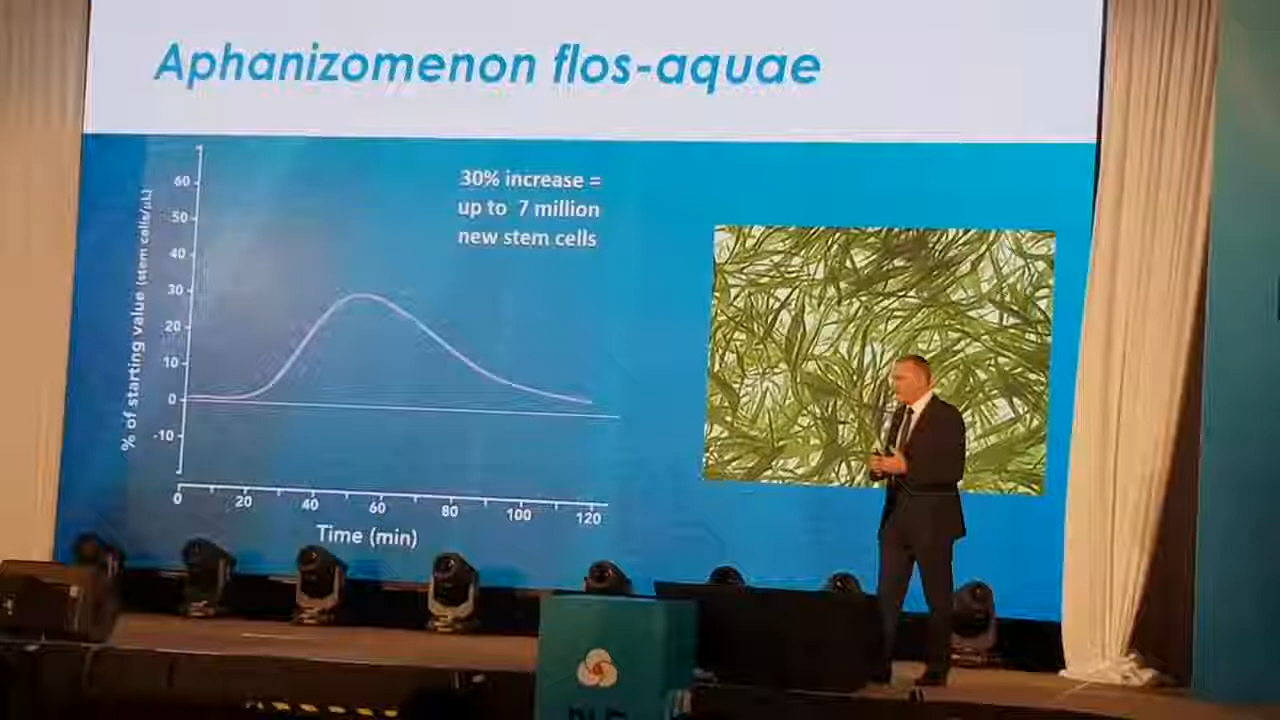 Aphanizomenon flos-aquae
30% increase =
up to 7 million
new stem cells
% of starting value (stem cells/µL)
60
50
40
30
20
10
0
-10
0 20 40 60 80 100 120
Time (min)